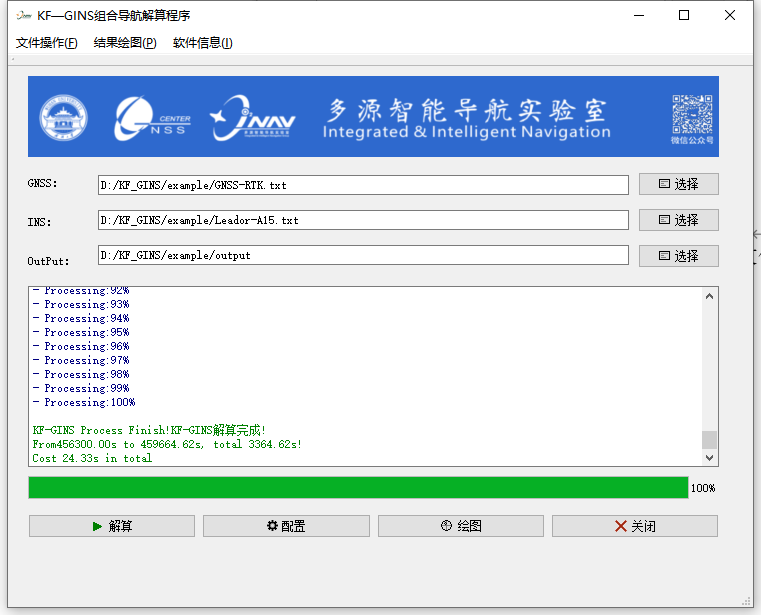 KF—GINS组合导航解算程序
文件操作(F) 结果绘图(P) 软件信息(I)
CENTER
NSS
INAV
多源智能导航实验室
Integrated & Intelligent Navigation
微信公众号
GNSS: D:/KF_GINS/example/GNSS-RTK.txt 选择
INS: D:/KF_GINS/example/Leador-A15.txt 选择
OutPut: D:/KF_GINS/example/output 选择
- Processing:92%
- Processing:93%
- Processing:94%
- Processing:95%
- Processing:96%
- Processing:97%
- Processing:98%
- Processing:99%
- Processing:100%
KF-GINS Process Finish!KF-GINS解算完成!
From456300.00s to 459664.62s, total 3364.62s!
Cost 24.33s in total
100%
解算 配置 绘图 关闭